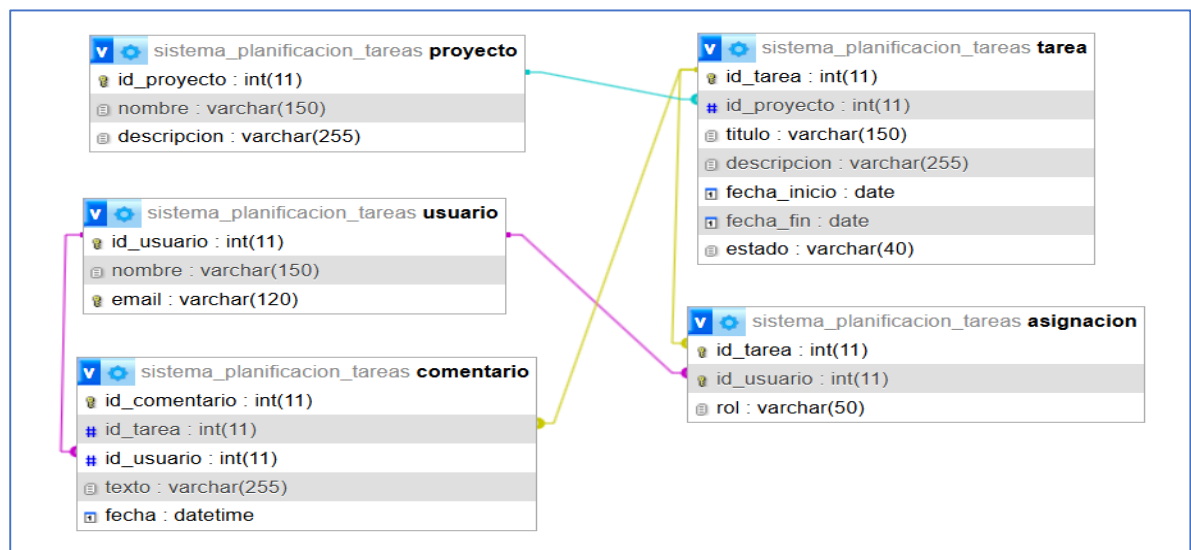 sistema_planificacion_tareas proyecto
id_proyecto : int(11)
nombre : varchar(150)
descripcion : varchar(255)
sistema_planificacion_tareas tarea
id_tarea : int(11)
# id_proyecto : int(11)
titulo : varchar(150)
descripcion : varchar(255)
fecha_inicio : date
fecha_fin : date
estado : varchar(40)
sistema_planificacion_tareas usuario
id_usuario : int(11)
nombre : varchar(150)
email : varchar(120)
sistema_planificacion_tareas comentario
id_comentario : int(11)
# id_tarea : int(11)
# id_usuario : int(11)
texto : varchar(255)
fecha : datetime
sistema_planificacion_tareas asignacion
id_tarea : int(11)
id_usuario : int(11)
rol : varchar(50)